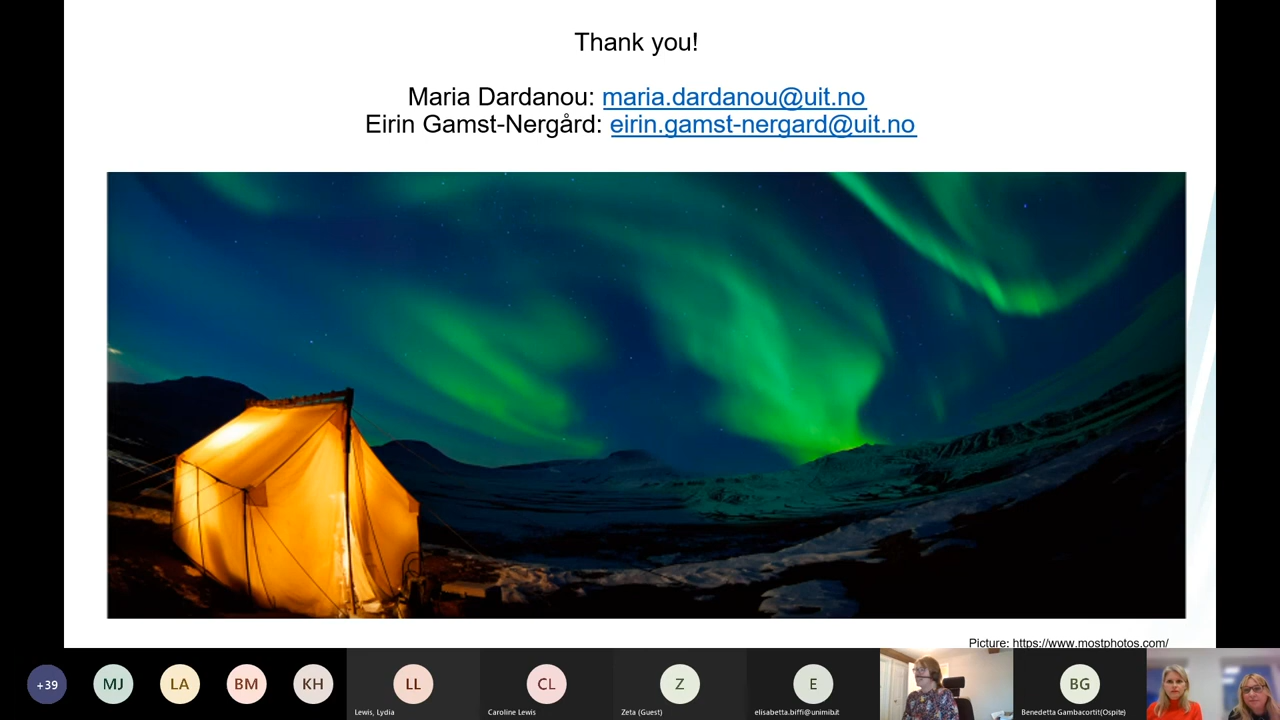 Thank you!
Maria Dardanou: maria.dardanou@uit.no
Eirin Gamst-Nergård: eirin.gamst-nergard@uit.no
Picture: https://www.mostphotos.com/
+39
MJ
LA
BM
KH
LL
CL
Z
E
BG
Lewis, Lydia
Caroline Lewis
Zeta (Guest)
elisabetta.biffi@unimib.it
Benedetta Gambacorti(Ospite)